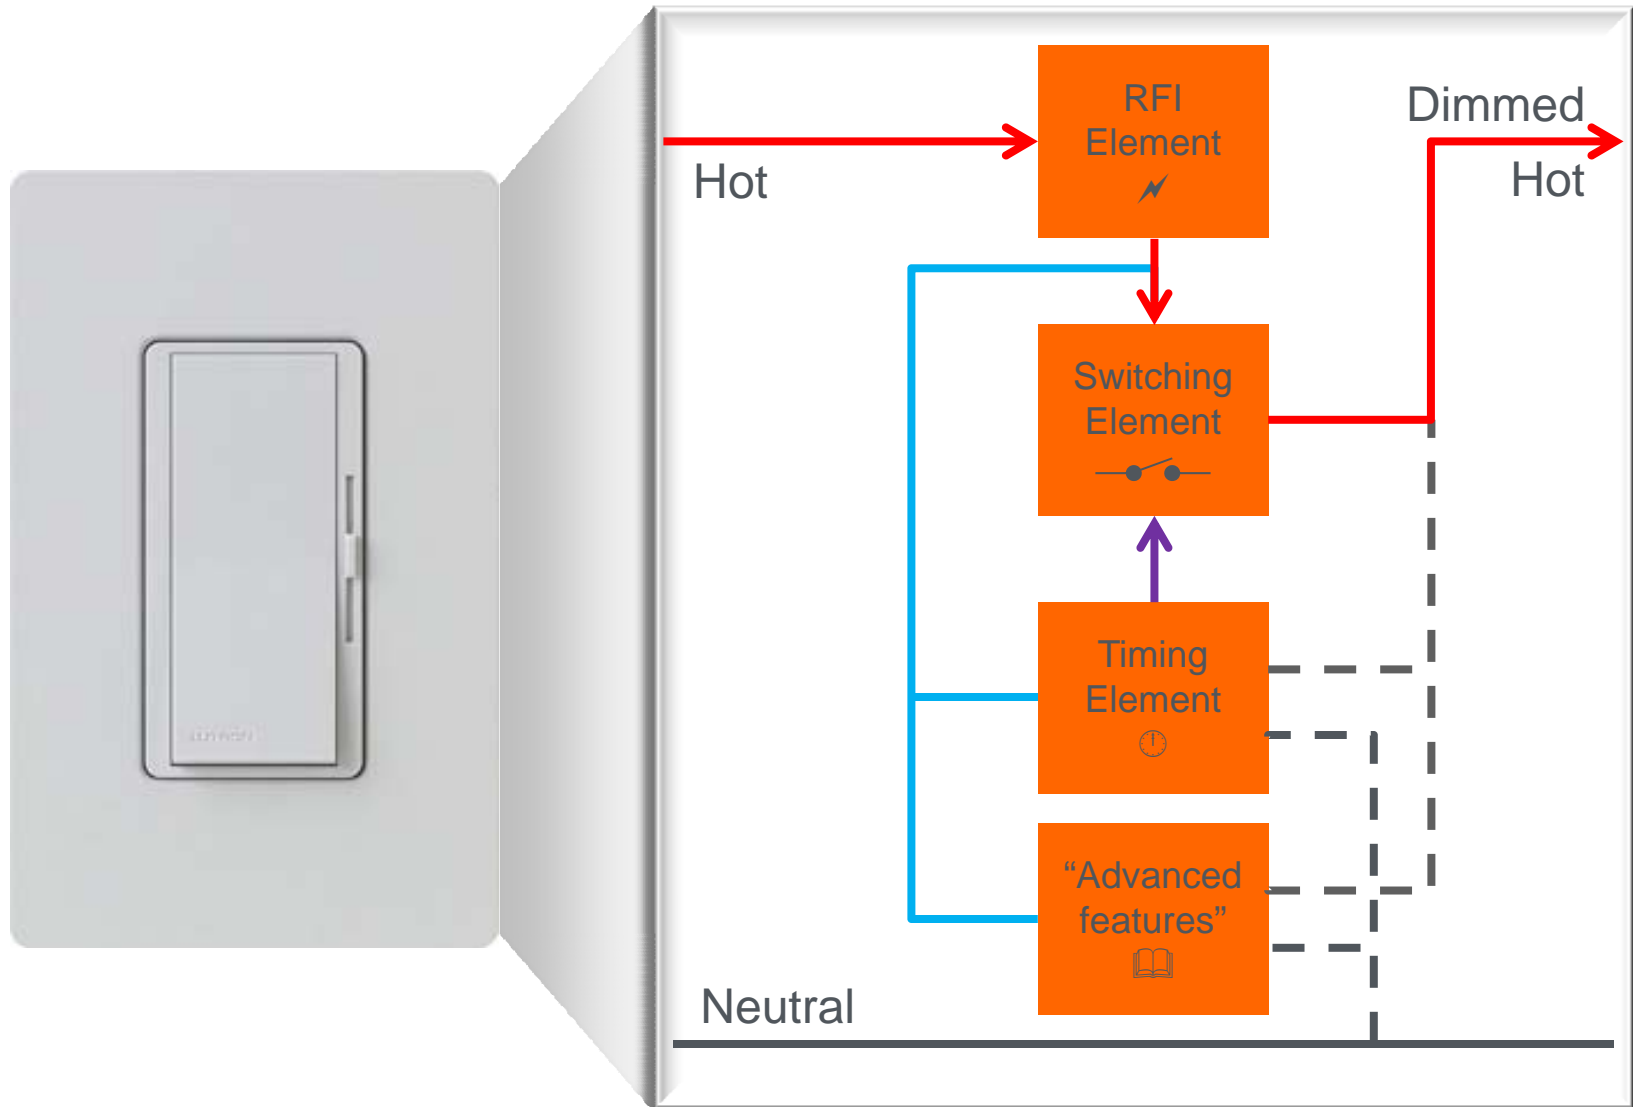 RFI
Element
Hot
Dimmed
Hot
Switching
Element
Timing
Element
“Advanced
features”
Neutral